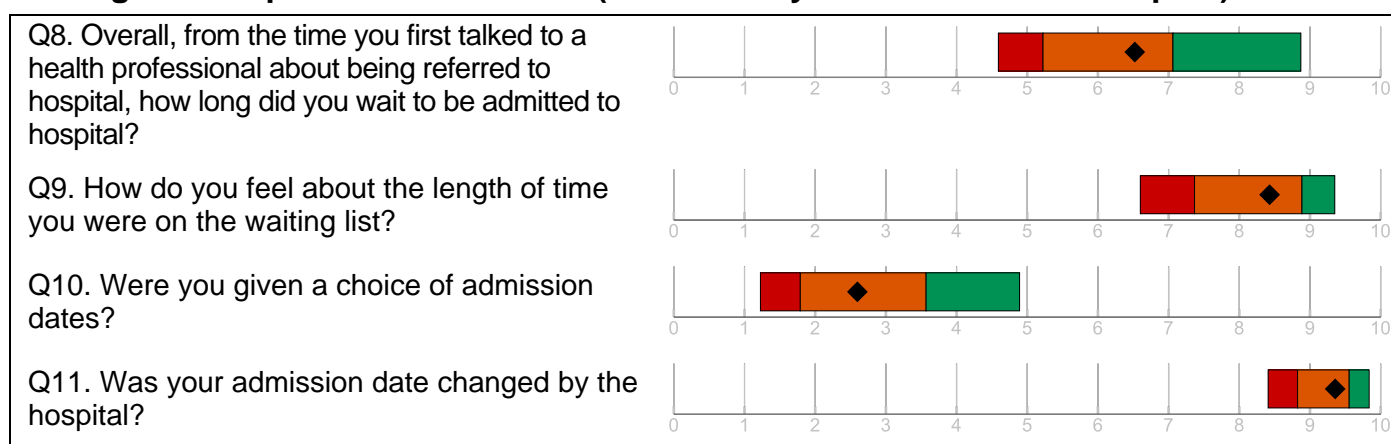 Q8. Overall, from the time you first talked to a
health professional about being referred to
hospital, how long did you wait to be admitted to
hospital?
0 1 2 3 4 5 6 7 8 9 10
Q9. How do you feel about the length of time
you were on the waiting list?
0 1 2 3 4 5 6 7 8 9 10
Q10. Were you given a choice of admission
dates?
0 1 2 3 4 5 6 7 8 9 10
Q11. Was your admission date changed by the
hospital?
0 1 2 3 4 5 6 7 8 9 10